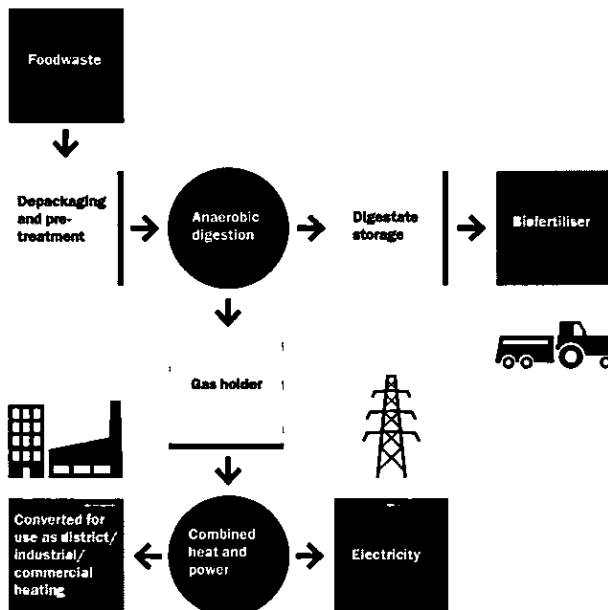 Foodwaste
Depackaging
and pre-
treatment
Anaerobic
digestion
Digestate
storage
Biofertiliser
Gas holder
Converted for
use as district/
industrial/
commercial
heating
Combined
heat and
power
Electricity